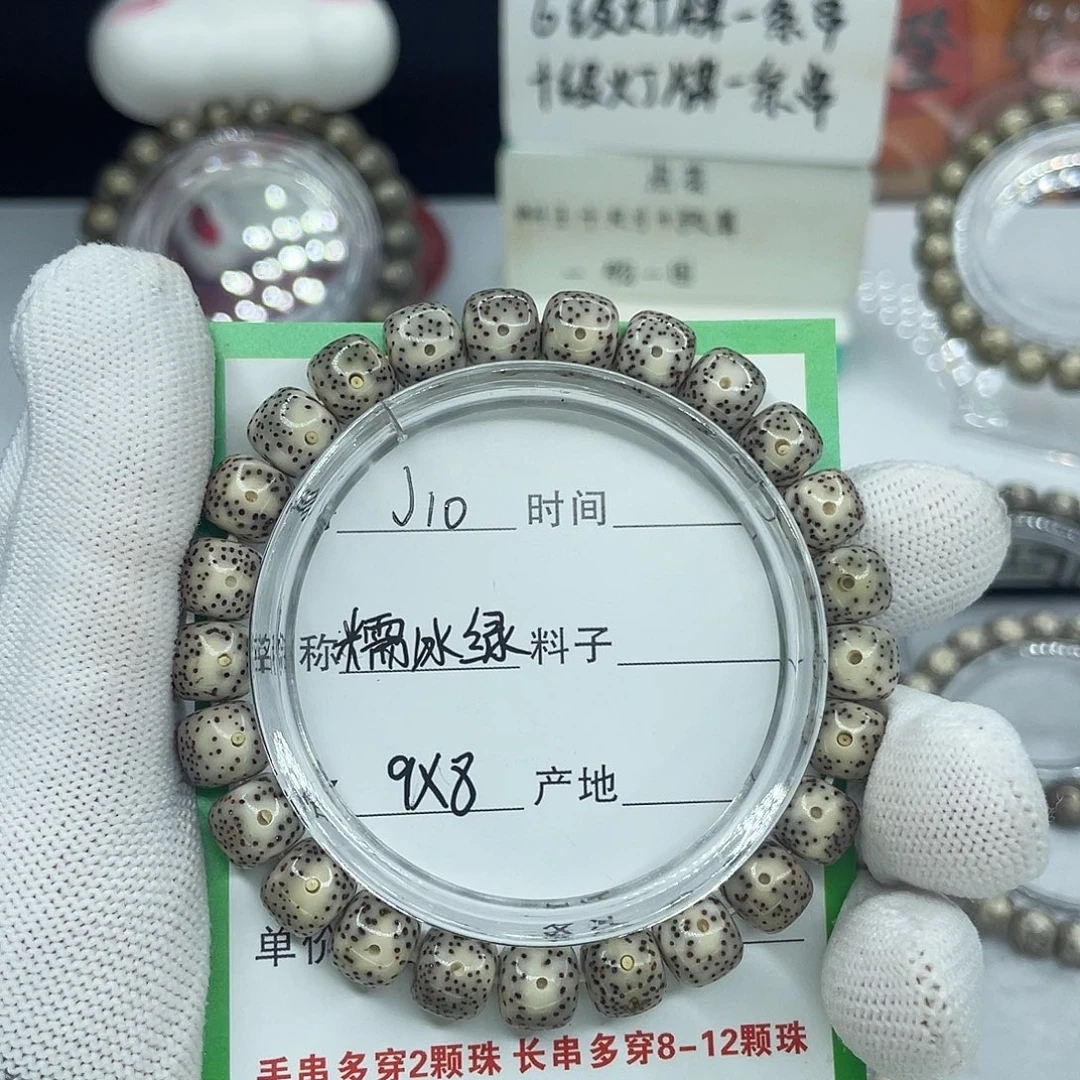 6级灯牌一条串
十级灯牌一条串
J10 时间
称糯冰绿料子
9X8 产地
单价
手串多穿2颗珠 长串多穿8-12颗珠